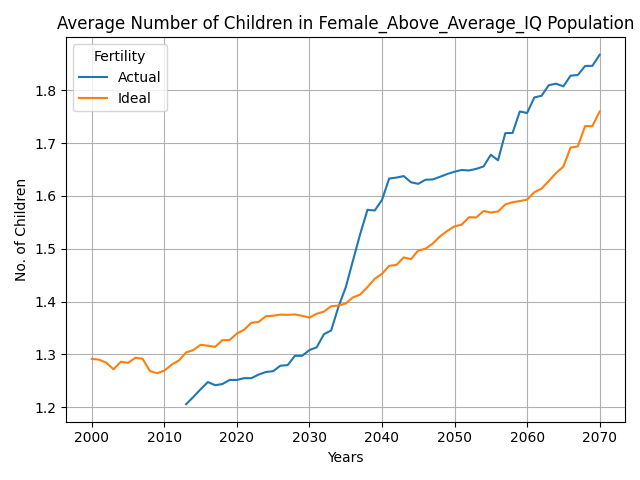 Average Number of Children in Female_Above_Average_IQ Population
Fertility
Actual
Ideal
No. of Children
1.8
1.7
1.6
1.5
1.4
1.3
1.2
2000 2010 2020 2030 2040 2050 2060 2070
Years